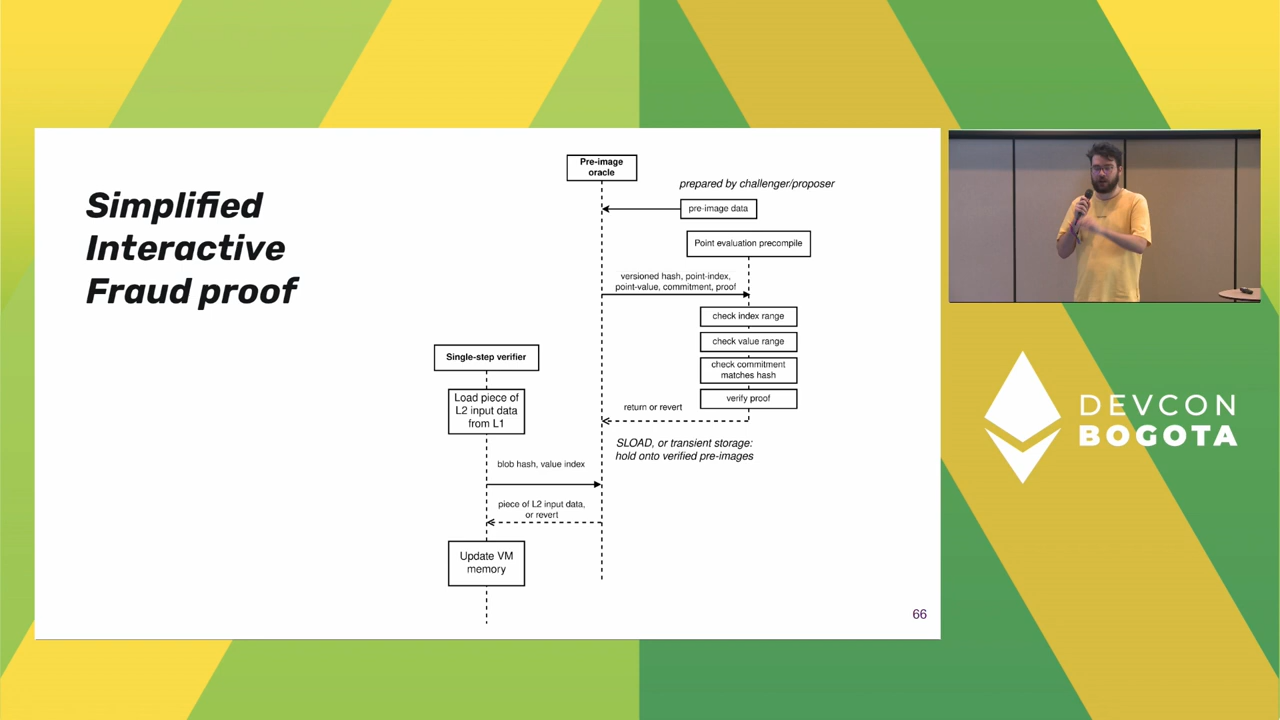 Simplified
Interactive
Fraud proof
Pre-image
oracle
prepared by challenger/proposer
pre-image data
Point evaluation precompile
versioned hash, point-index,
point-value, commitment, proof
check index range
check value range
check commitment
matches hash
verify proof
return or revert
SLOAD, or transient storage:
hold onto verified pre-images
Single-step verifier
Load piece of
L2 input data
from L1
blob hash, value index
piece of L2 input data,
or revert
Update VM
memory
66
DEVCON
BOGOTA